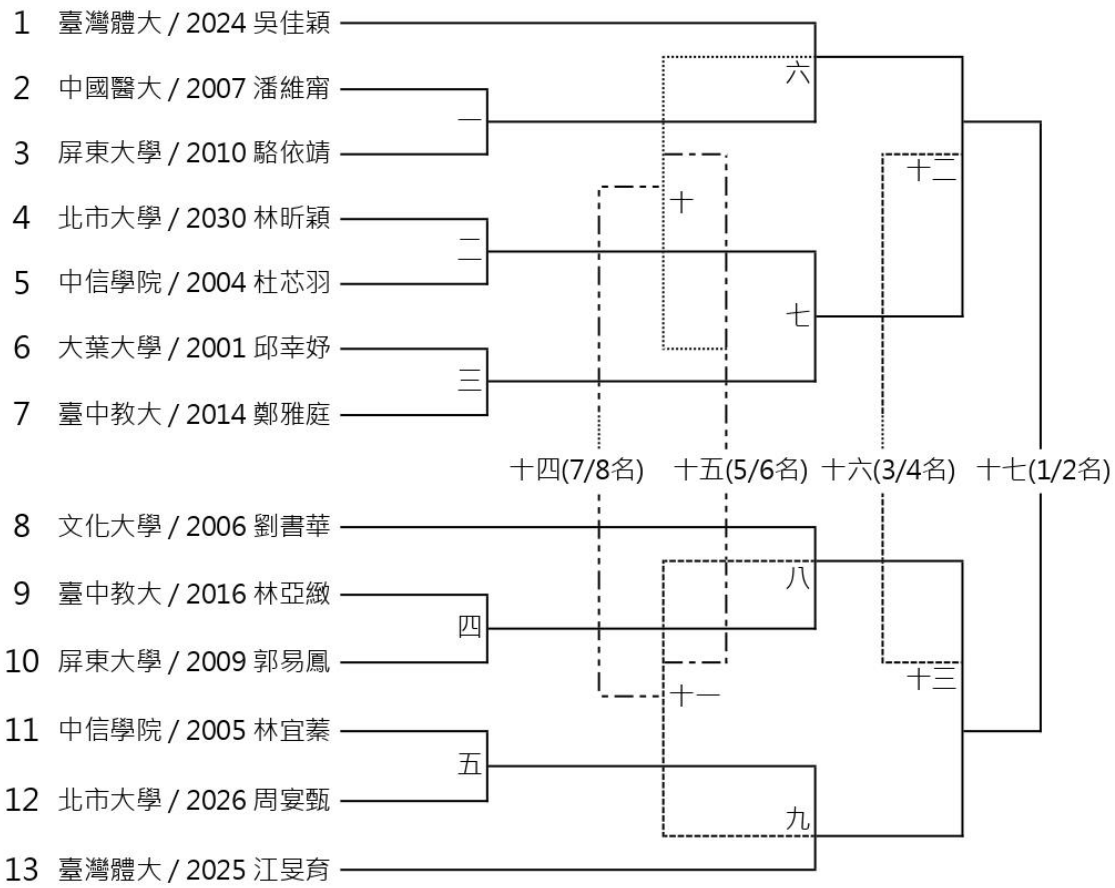 1 臺灣體大 / 2024 吳佳穎
六
2 中國醫大 / 2007 潘維甯
一
3 屏東大學 / 2010 駱依靖
十二
十
4 北市大學 / 2030 林昕穎
二
5 中信學院 / 2004 杜芯羽
七
6 大葉大學 / 2001 邱幸妤
三
7 臺中教大 / 2014 鄭雅庭
十四(7/8名) 十五(5/6名) 十六(3/4名) 十七(1/2名)
8 文化大學 / 2006 劉書華
八
9 臺中教大 / 2016 林亞緻
四
10 屏東大學 / 2009 郭易鳳
十三
十一
11 中信學院 / 2005 林宜蓁
五
12 北市大學 / 2026 周宴甄
九
13 臺灣體大 / 2025 江旻育